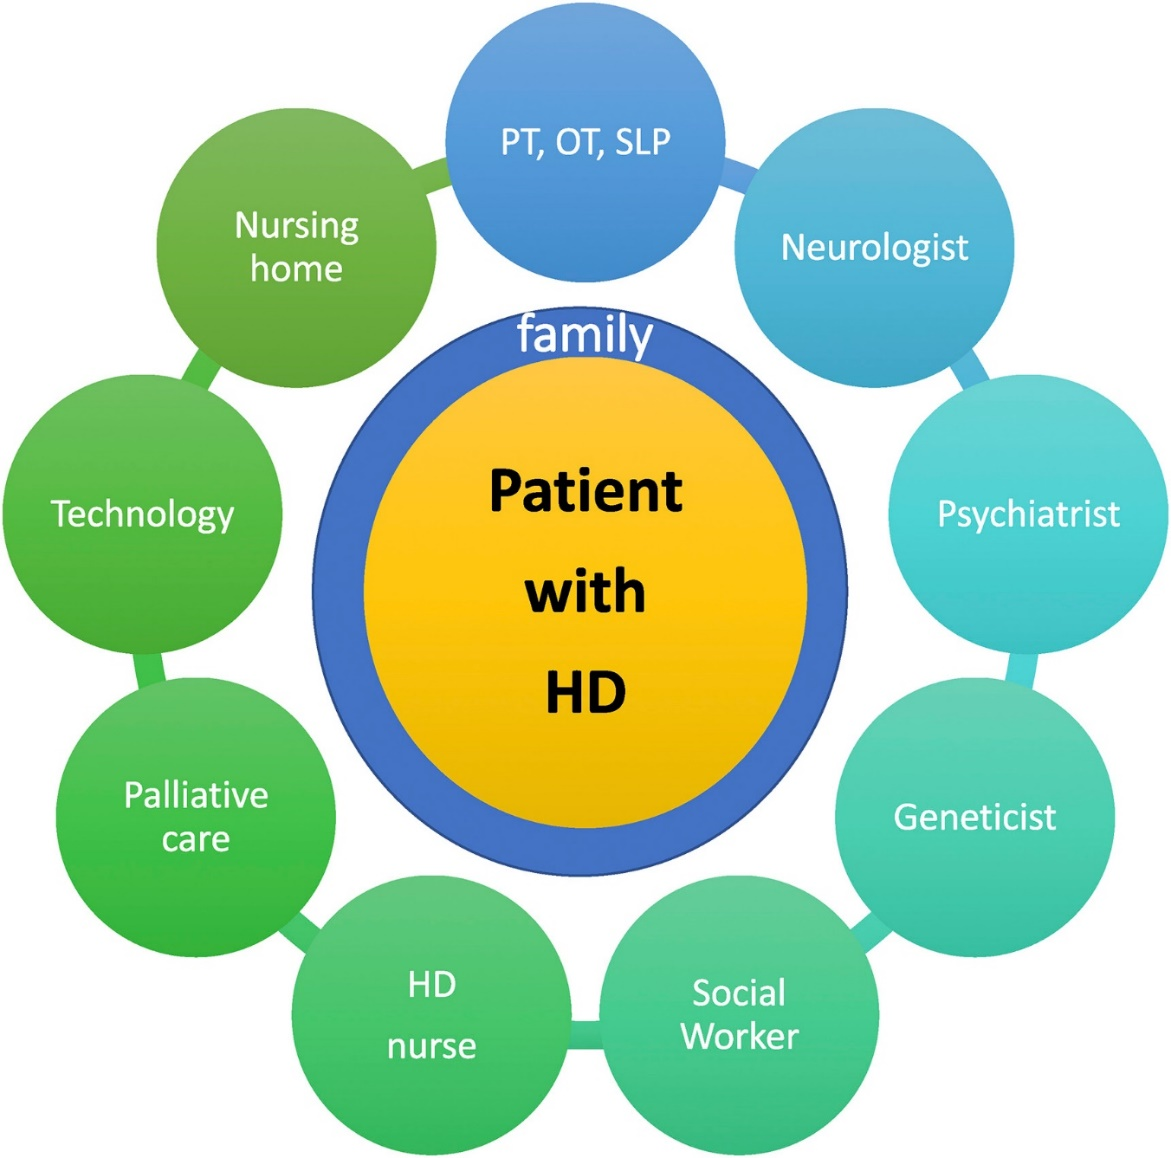 PT, OT, SLP
Neurologist
Psychiatrist
Geneticist
Social
Worker
HD
nurse
Palliative
care
Technology
Nursing
home
family
Patient
with
HD